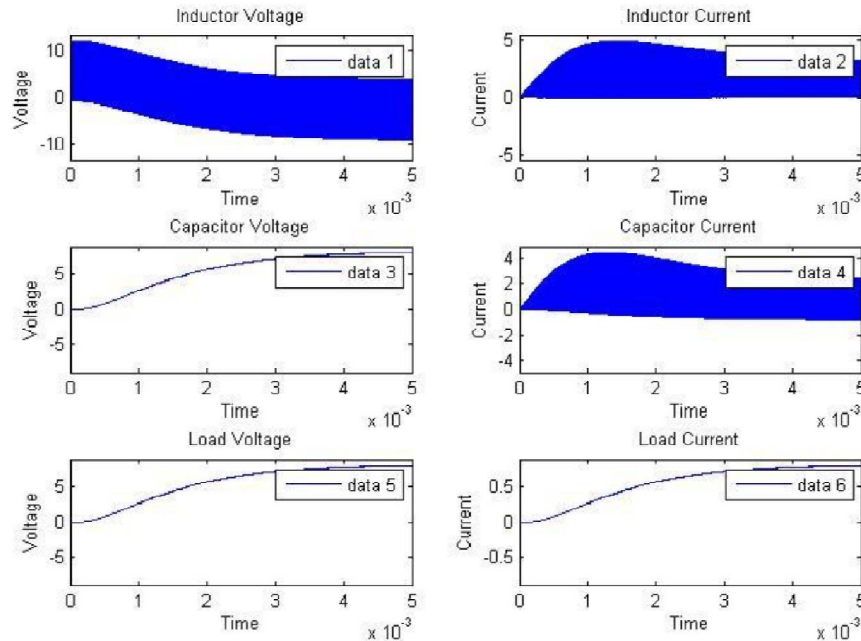 Inductor Voltage
10
0
-10
Voltage
data 1
0 1 2 3 4 5
Time
x 10⁻³
Inductor Current
5
0
-5
Current
data 2
0 1 2 3 4 5
Time
x 10⁻³
Capacitor Voltage
5
0
-5
Voltage
data 3
0 1 2 3 4 5
Time
x 10⁻³
Capacitor Current
4
2
0
-2
-4
Current
data 4
0 1 2 3 4 5
Time
x 10⁻³
Load Voltage
5
0
-5
Voltage
data 5
0 1 2 3 4 5
Time
x 10⁻³
Load Current
0.5
0
-0.5
Current
data 6
0 1 2 3 4 5
Time
x 10⁻³